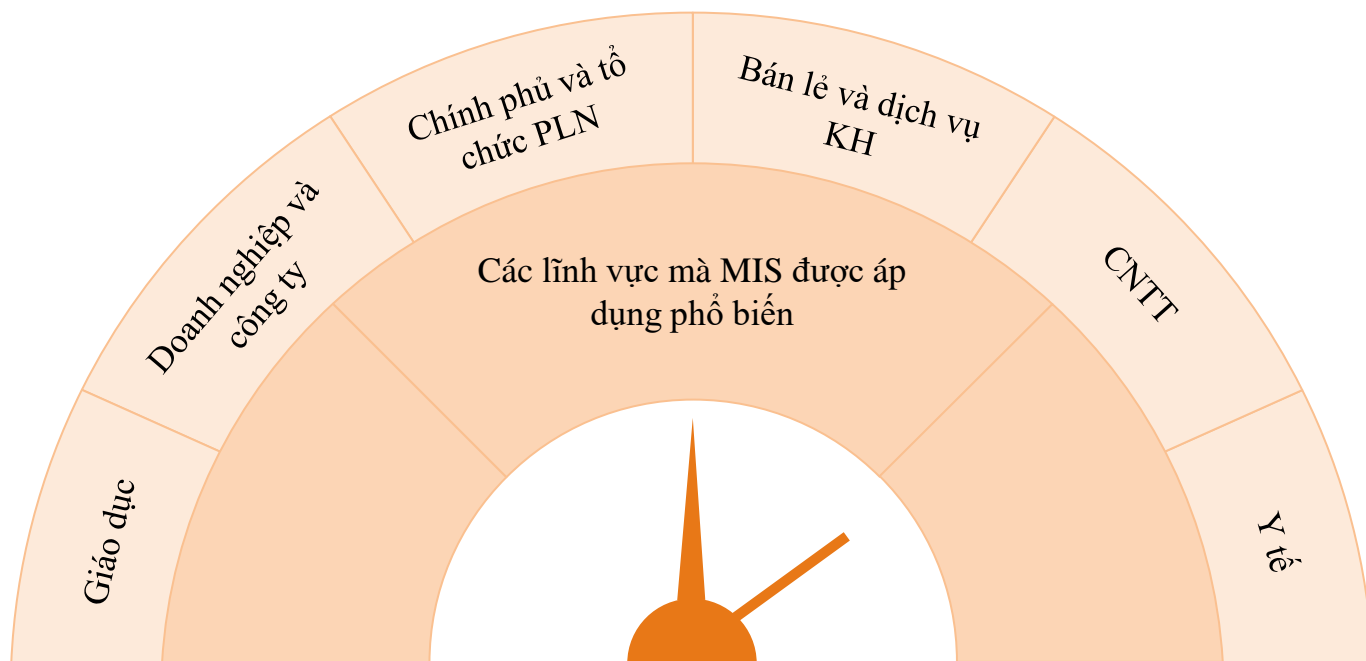 Chính phủ và tổ
chức PLN
Bán lẻ và dịch vụ
KH
Doanh nghiệp và
công ty
Các lĩnh vực mà MIS được áp
dụng phổ biến
CNTT
Giáo dục
Y tế